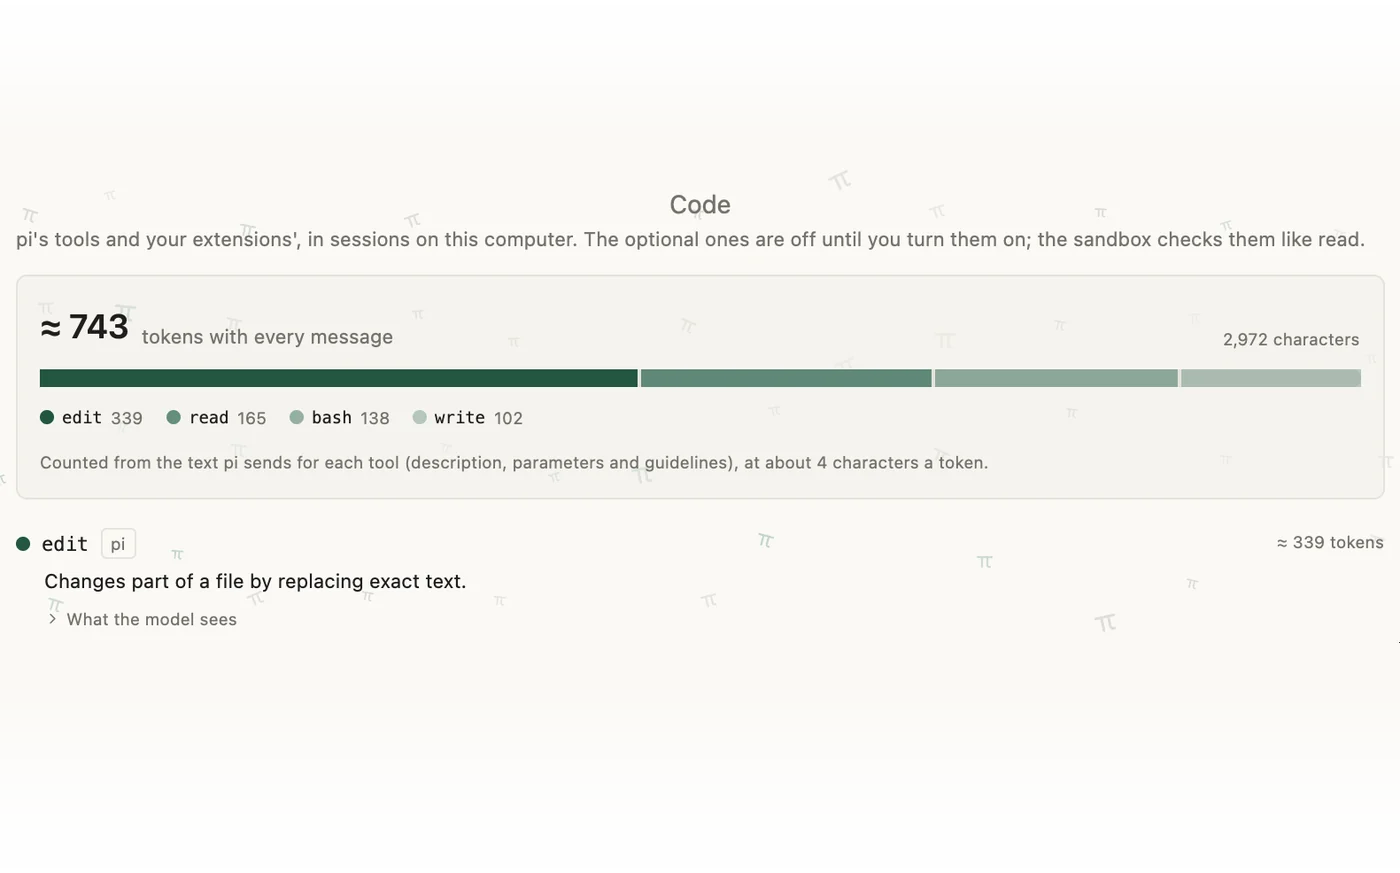 Code
pi's tools and your extensions', in sessions on this computer. The optional ones are off until you turn them on; the sandbox checks them like read.
≈ 743 tokens with every message 2,972 characters
edit 339 read 165 bash 138 write 102
Counted from the text pi sends for each tool (description, parameters and guidelines), at about 4 characters a token.
edit pi ≈ 339 tokens
Changes part of a file by replacing exact text.
What the model sees